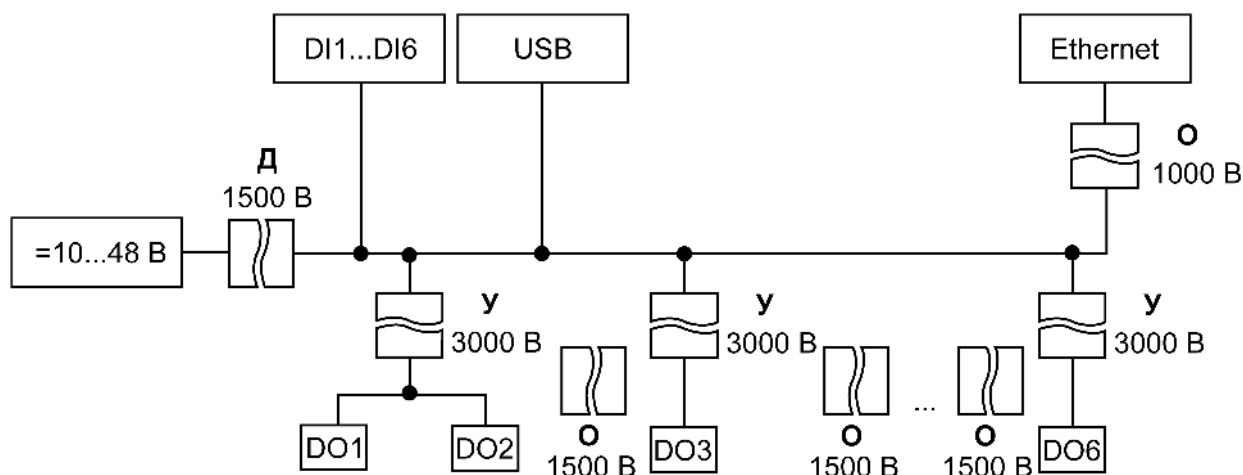 DI1...DI6
USB
Ethernet
О
1000 В
Д
1500 В
=10...48 В
У
3000 В
У
3000 В
У
3000 В
...
DO1
DO2
О
1500 В
DO3
О
1500 В
О
1500 В
DO6